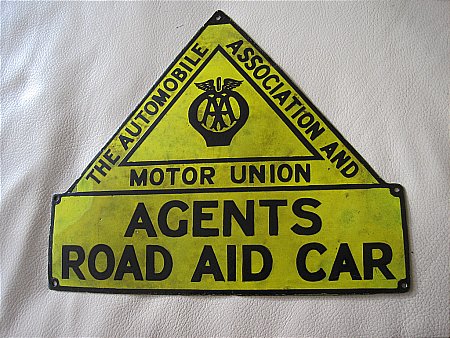 THE AUTOMOBILE
ASSOCIATION AND
AA
MOTOR UNION
AGENTS
ROAD AID CAR